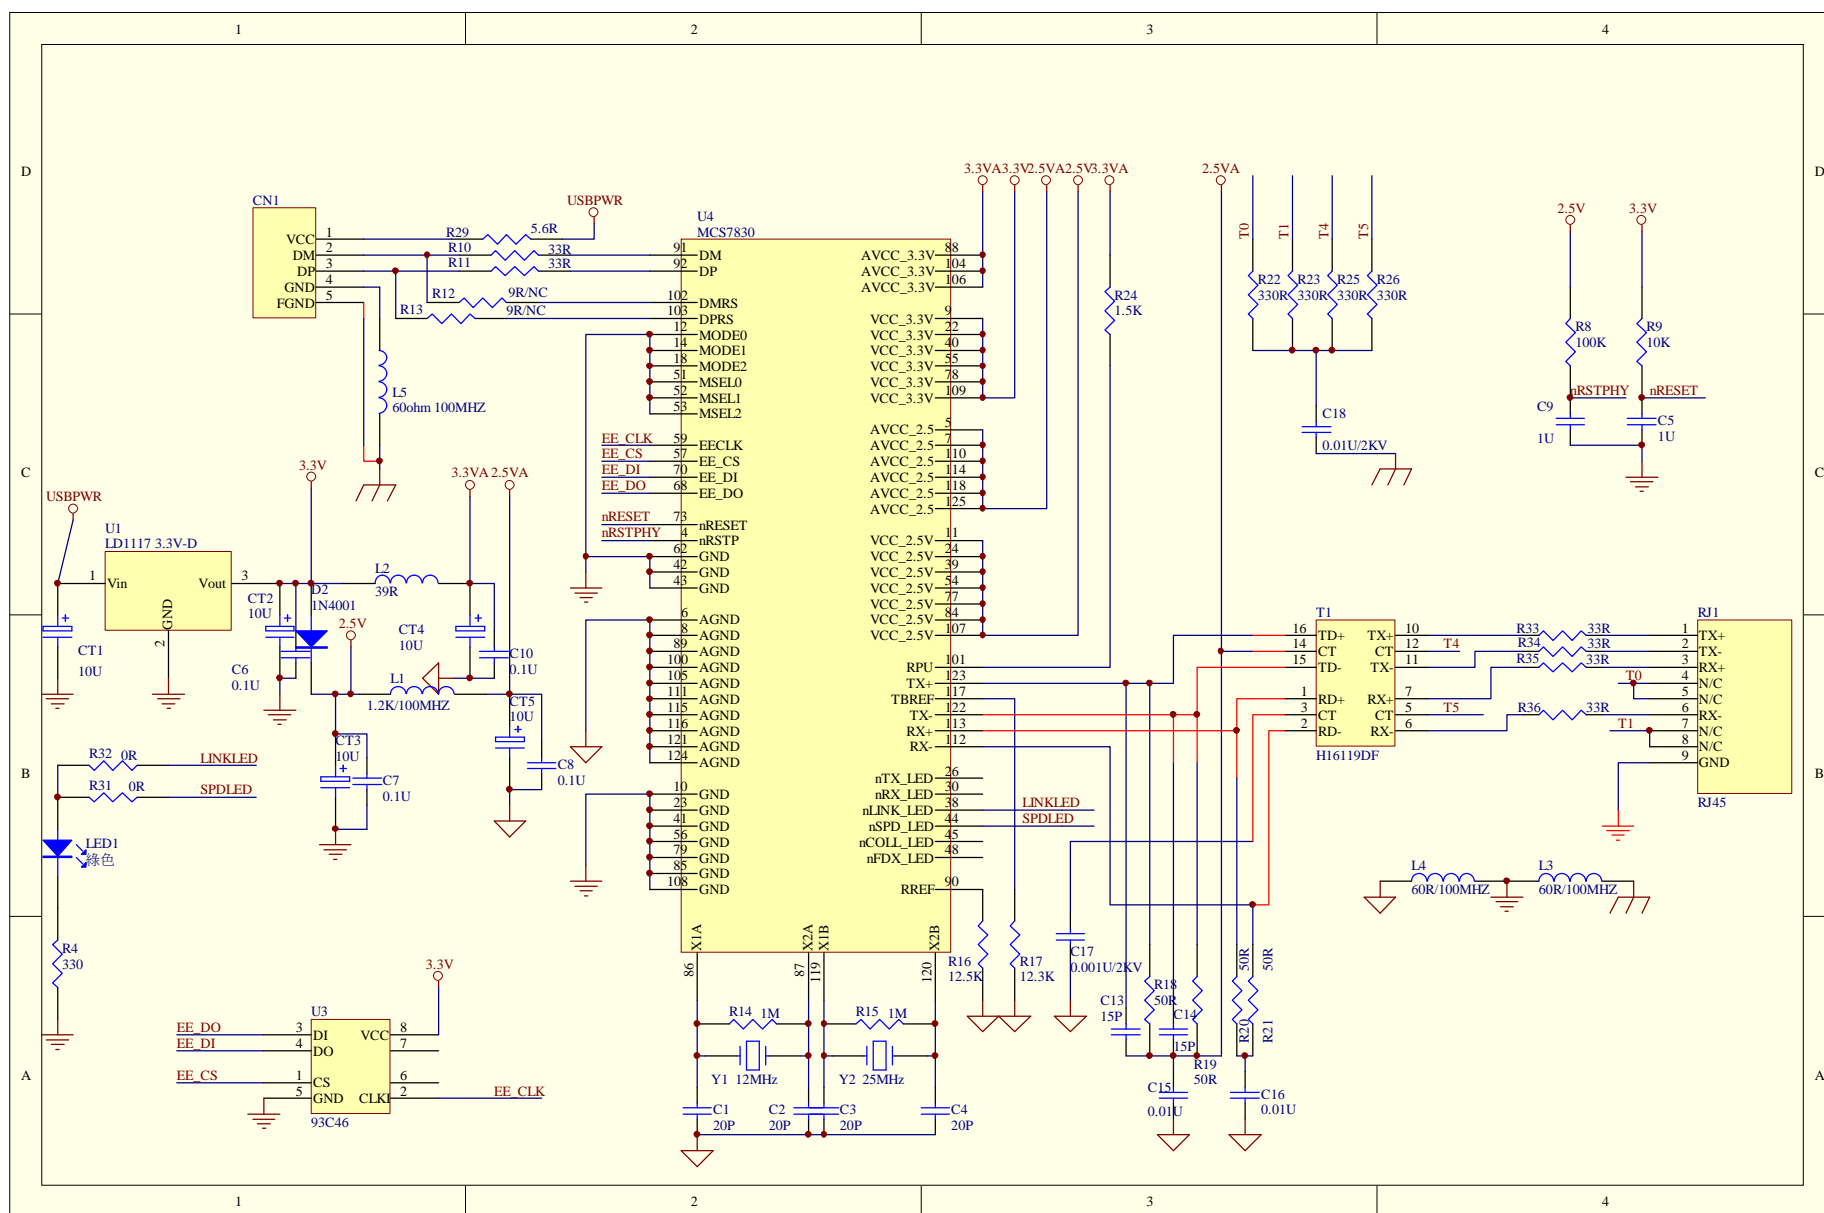 1 2 3 4
D D
C C
B B
A A
1 2 3 4
CN1
VCC 1
DM 2
DP 3
GND 4
FGND 5
USBPWR
R29 5.6R
R10 33R
R11 33R
R12 9R/NC
R13 9R/NC
L5
60ohm 100MHZ
U4
MCS7830
91 DM
92 DP
102 DMRS
103 DPRS
12 MODE0
14 MODE1
18 MODE2
51 MSEL0
52 MSEL1
53 MSEL2
EE_CLK 59 EECLK
EE_CS 57 EE_CS
EE_DI 70 EE_DI
EE_DO 68 EE_DO
nRESET 73 nRESET
nRSTPHY 4 nRSTP
62 GND
42 GND
43 GND
6 AGND
8 AGND
89 AGND
100 AGND
105 AGND
111 AGND
115 AGND
116 AGND
121 AGND
124 AGND
10 GND
23 GND
41 GND
56 GND
79 GND
85 GND
108 GND
AVCC_3.3V 88
AVCC_3.3V 104
AVCC_3.3V 106
VCC_3.3V 9
VCC_3.3V 22
VCC_3.3V 40
VCC_3.3V 55
VCC_3.3V 78
VCC_3.3V 109
AVCC_2.5 5
AVCC_2.5 7
AVCC_2.5 110
AVCC_2.5 114
AVCC_2.5 118
AVCC_2.5 125
VCC_2.5V 11
VCC_2.5V 24
VCC_2.5V 39
VCC_2.5V 54
VCC_2.5V 77
VCC_2.5V 84
VCC_2.5V 107
RPU 101
TX+ 123
TBREF 117
TX- 122
RX+ 113
RX- 112
nTX_LED 26
nRX_LED 30
nLINK_LED 38 LINKLED
nSPD_LED 44 SPDLED
nCOLL_LED 45
nFDX_LED 48
RREF 90
X1A X2A X1B X2B
86 87 119 120
3.3VA 3.3V 2.5VA 2.5V 3.3VA
2.5VA
R24
1.5K
T0 T1 T4 T5
R22 R23 R25 R26
330R 330R 330R 330R
C18
0.01U/2KV
2.5V 3.3V
R8 R9
100K 10K
nRSTPHY nRESET
C9 C5
1U 1U
USBPWR
U1
LD1117 3.3V-D
1 Vin Vout 3
GND
2
CT1
10U
3.3V
CT2
10U
D2
1N4001
2.5V
C6
0.1U
L2
39R
3.3VA 2.5VA
CT4
10U
C10
0.1U
L1
1.2K/100MHZ
CT5
10U
CT3
10U
C7
0.1U
C8
0.1U
R32 0R LINKLED
R31 0R SPDLED
LED1
綠色
R4
330
3.3V
U3
EE_DO 3 DI VCC 8
EE_DI 4 DO 7
EE_CS 1 CS 6
5 GND CLKI 2 EE_CLK
93C46
R14 1M
R15 1M
Y1 12MHz
Y2 25MHz
C1 C2 C3 C4
20P 20P 20P 20P
R16
12.5K
R17
12.3K
C17
0.001U/2KV
C13
15P
R18
50R
C14
15P
R19
50R
50R 50R
R20 R21
C15
0.01U
C16
0.01U
T1
16 TD+ TX+ 10
14 CT CT 12 T4
15 TD- TX- 11
1 RD+ RX+ 7
3 CT CT 5 T5
2 RD- RX- 6
H16119DF
R33 33R
R34 33R
R35 33R
R36 33R
T0
T1
RJ1
1 TX+
2 TX-
3 RX+
4 N/C
5 N/C
6 RX-
7 N/C
8 N/C
9 GND
RJ45
L4
60R/100MHZ
L3
60R/100MHZ